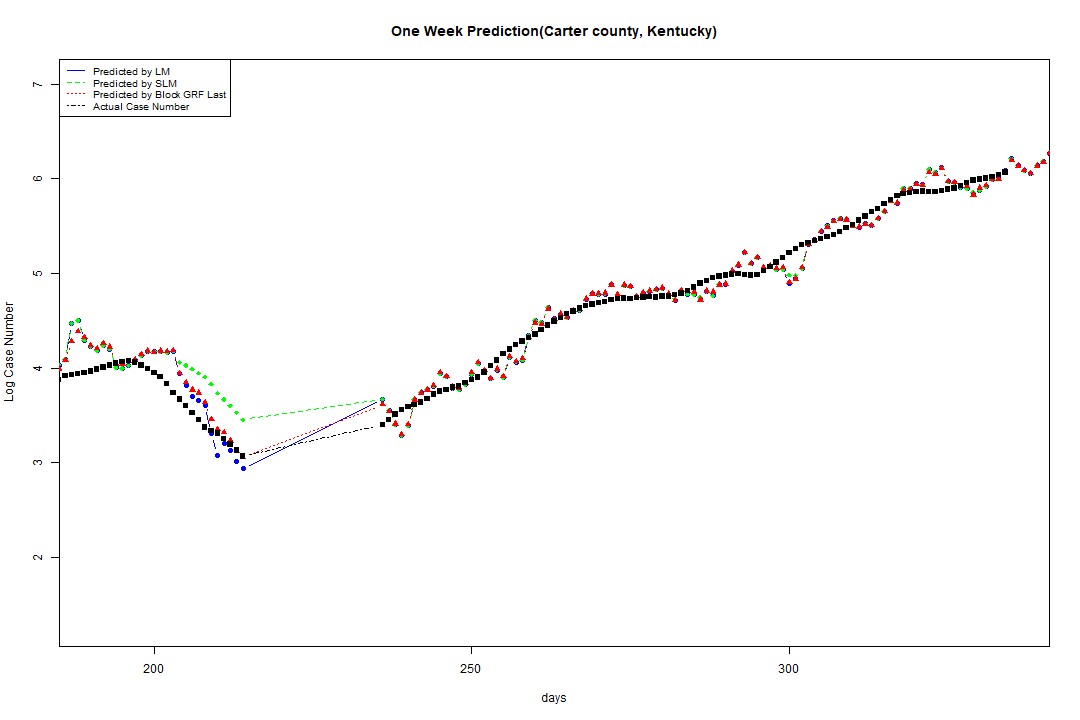 One Week Prediction(Carter county, Kentucky)
Predicted by LM
Predicted by SLM
Predicted by Block GRF Last
Actual Case Number
7
6
5
4
3
2
Log Case Number
200
250
300
days